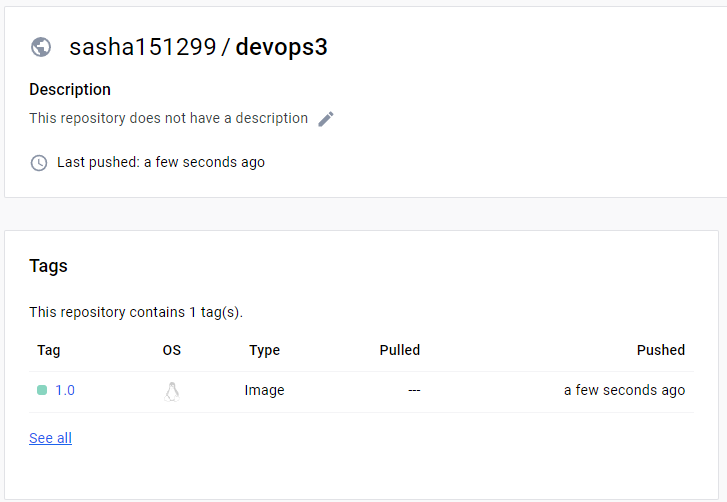 sasha151299 / devops3
Description
This repository does not have a description
Last pushed: a few seconds ago
Tags
This repository contains 1 tag(s).
Tag OS Type Pulled Pushed
1.0 Image --- a few seconds ago
See all